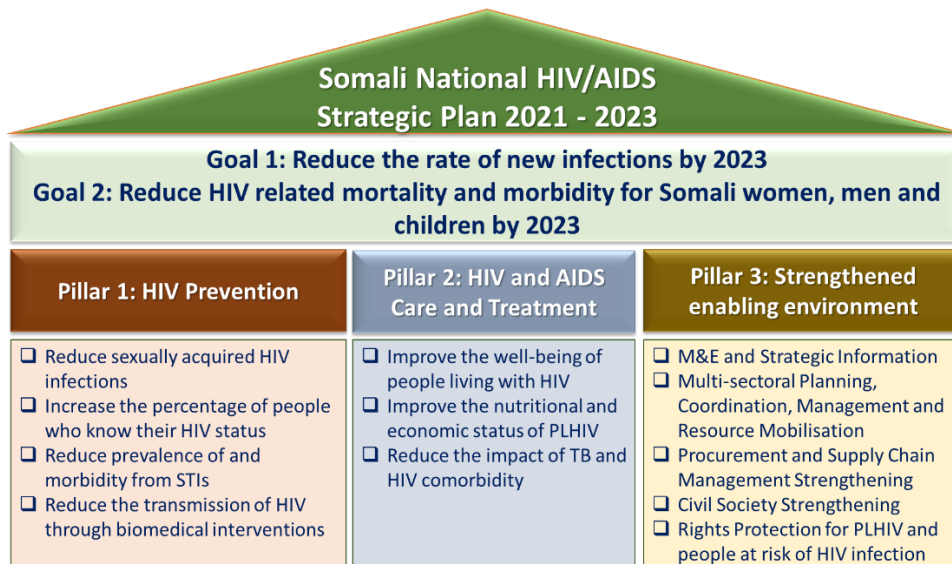 Somali National HIV/AIDS
Strategic Plan 2021 - 2023
Goal 1: Reduce the rate of new infections by 2023
Goal 2: Reduce HIV related mortality and morbidity for Somali women, men and
children by 2023
Pillar 1: HIV Prevention
❑ Reduce sexually acquired HIV
infections
❑ Increase the percentage of people
who know their HIV status
❑ Reduce prevalence of and
morbidity from STIs
❑ Reduce the transmission of HIV
through biomedical interventions
Pillar 2: HIV and AIDS
Care and Treatment
❑ Improve the well-being of
people living with HIV
❑ Improve the nutritional and
economic status of PLHIV
❑ Reduce the impact of TB and
HIV comorbidity
Pillar 3: Strengthened
enabling environment
❑ M&E and Strategic Information
❑ Multi-sectoral Planning,
Coordination, Management and
Resource Mobilisation
❑ Procurement and Supply Chain
Management Strengthening
❑ Civil Society Strengthening
❑ Rights Protection for PLHIV and
people at risk of HIV infection